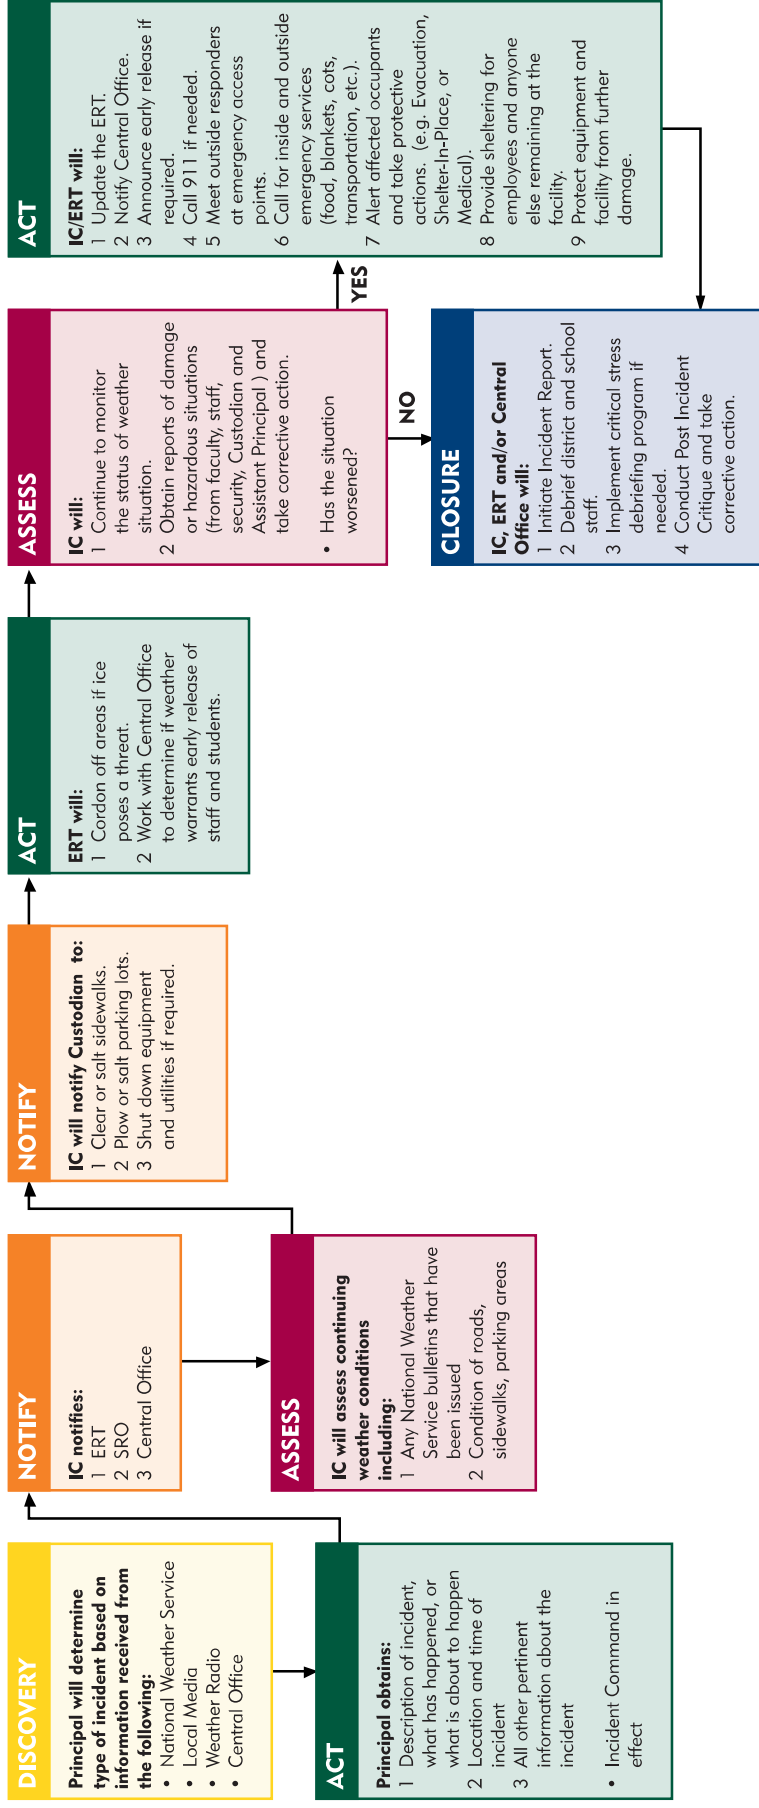 DISCOVERY
Principal will determine
type of incident based on
information received from
the following:
• National Weather Service
• Local Media
• Weather Radio
• Central Office
ACT
Principal obtains:
1 Description of incident,
what has happened, or
what is about to happen
2 Location and time of
incident
3 All other pertinent
information about the
incident
• Incident Command in
effect
NOTIFY
IC notifies:
1 ERT
2 SRO
3 Central Office
ASSESS
IC will assess continuing
weather conditions
including:
1 Any National Weather
Service bulletins that have
been issued
2 Condition of roads,
sidewalks, parking areas
NOTIFY
IC will notify Custodian to:
1 Clear or salt sidewalks.
2 Plow or salt parking lots.
3 Shut down equipment
and utilities if required.
ACT
ERT will:
1 Cordon off areas if ice
poses a threat.
2 Work with Central Office
to determine if weather
warrants early release of
staff and students.
ASSESS
IC will:
1 Continue to monitor
the status of weather
situation.
2 Obtain reports of damage
or hazardous situations
(from faculty, staff,
security, Custodian and
Assistant Principal ) and
take corrective action.
• Has the situation
worsened?
YES
NO
ACT
IC/ERT will:
1 Update the ERT.
2 Notify Central Office.
3 Announce early release if
required.
4 Call 911 if needed.
5 Meet outside responders
at emergency access
points.
6 Call for inside and outside
emergency services
(food, blankets, cots,
transportation, etc.).
7 Alert affected occupants
and take protective
actions. (e.g. Evacuation,
Shelter-In-Place, or
Medical).
8 Provide sheltering for
employees and anyone
else remaining at the
facility.
9 Protect equipment and
facility from further
damage.
CLOSURE
IC, ERT and/or Central
Office will:
1 Initiate Incident Report.
2 Debrief district and school
staff.
3 Implement critical stress
debriefing program if
needed.
4 Conduct Post Incident
Critique and take
corrective action.